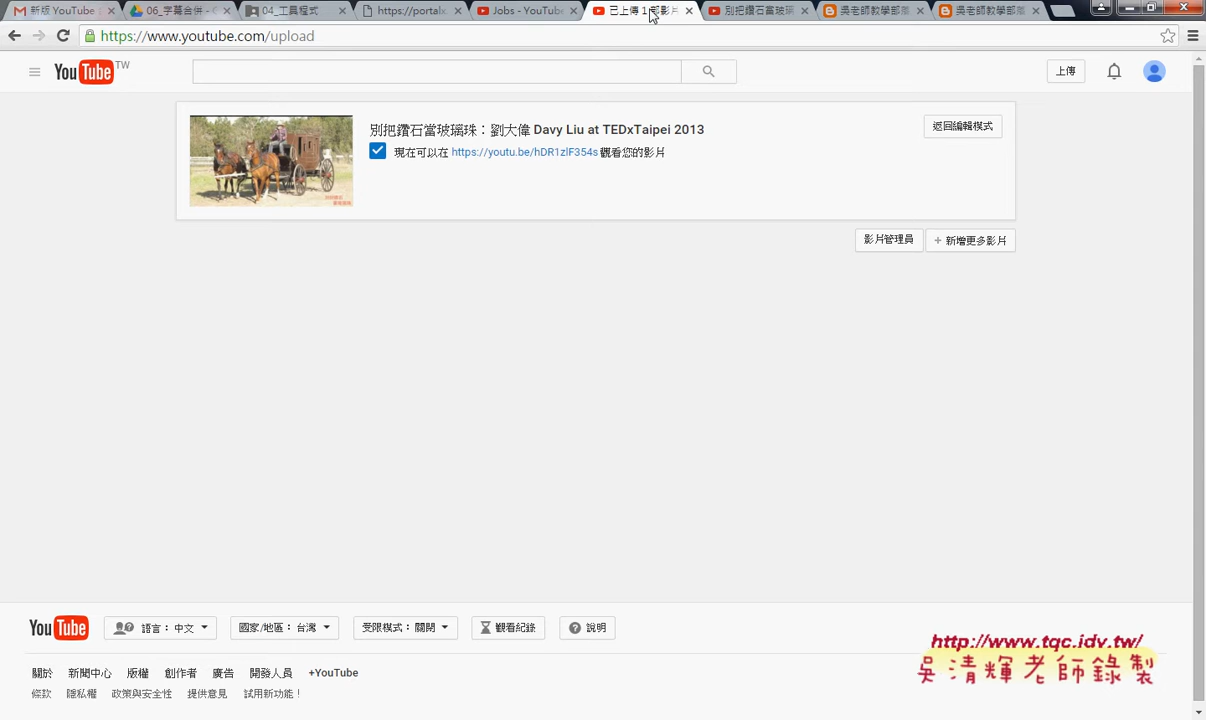 新版 YouTube
06_字幕合併 - G
04_工具程式
https://portalx.
Jobs - YouTube
已上傳 1 部影片
別把鑽石當玻璃
吳老師教學部落
吳老師教學部落
https://www.youtube.com/upload
YouTube TW
上傳
別把鑽石當玻璃珠：劉大偉 Davy Liu at TEDxTaipei 2013
返回編輯模式
現在可以在 https://youtu.be/hDR1zlF354s 觀看您的影片
影片管理員
+ 新增更多影片
YouTube
語言：中文
國家/地區：台灣
受限模式：關閉
觀看紀錄
說明
關於 新聞中心 版權 創作者 廣告 開發人員 +YouTube
條款 隱私權 政策與安全性 提供意見 試用新功能！
http://www.tqc.idv.tw/
吳清輝老師錄製